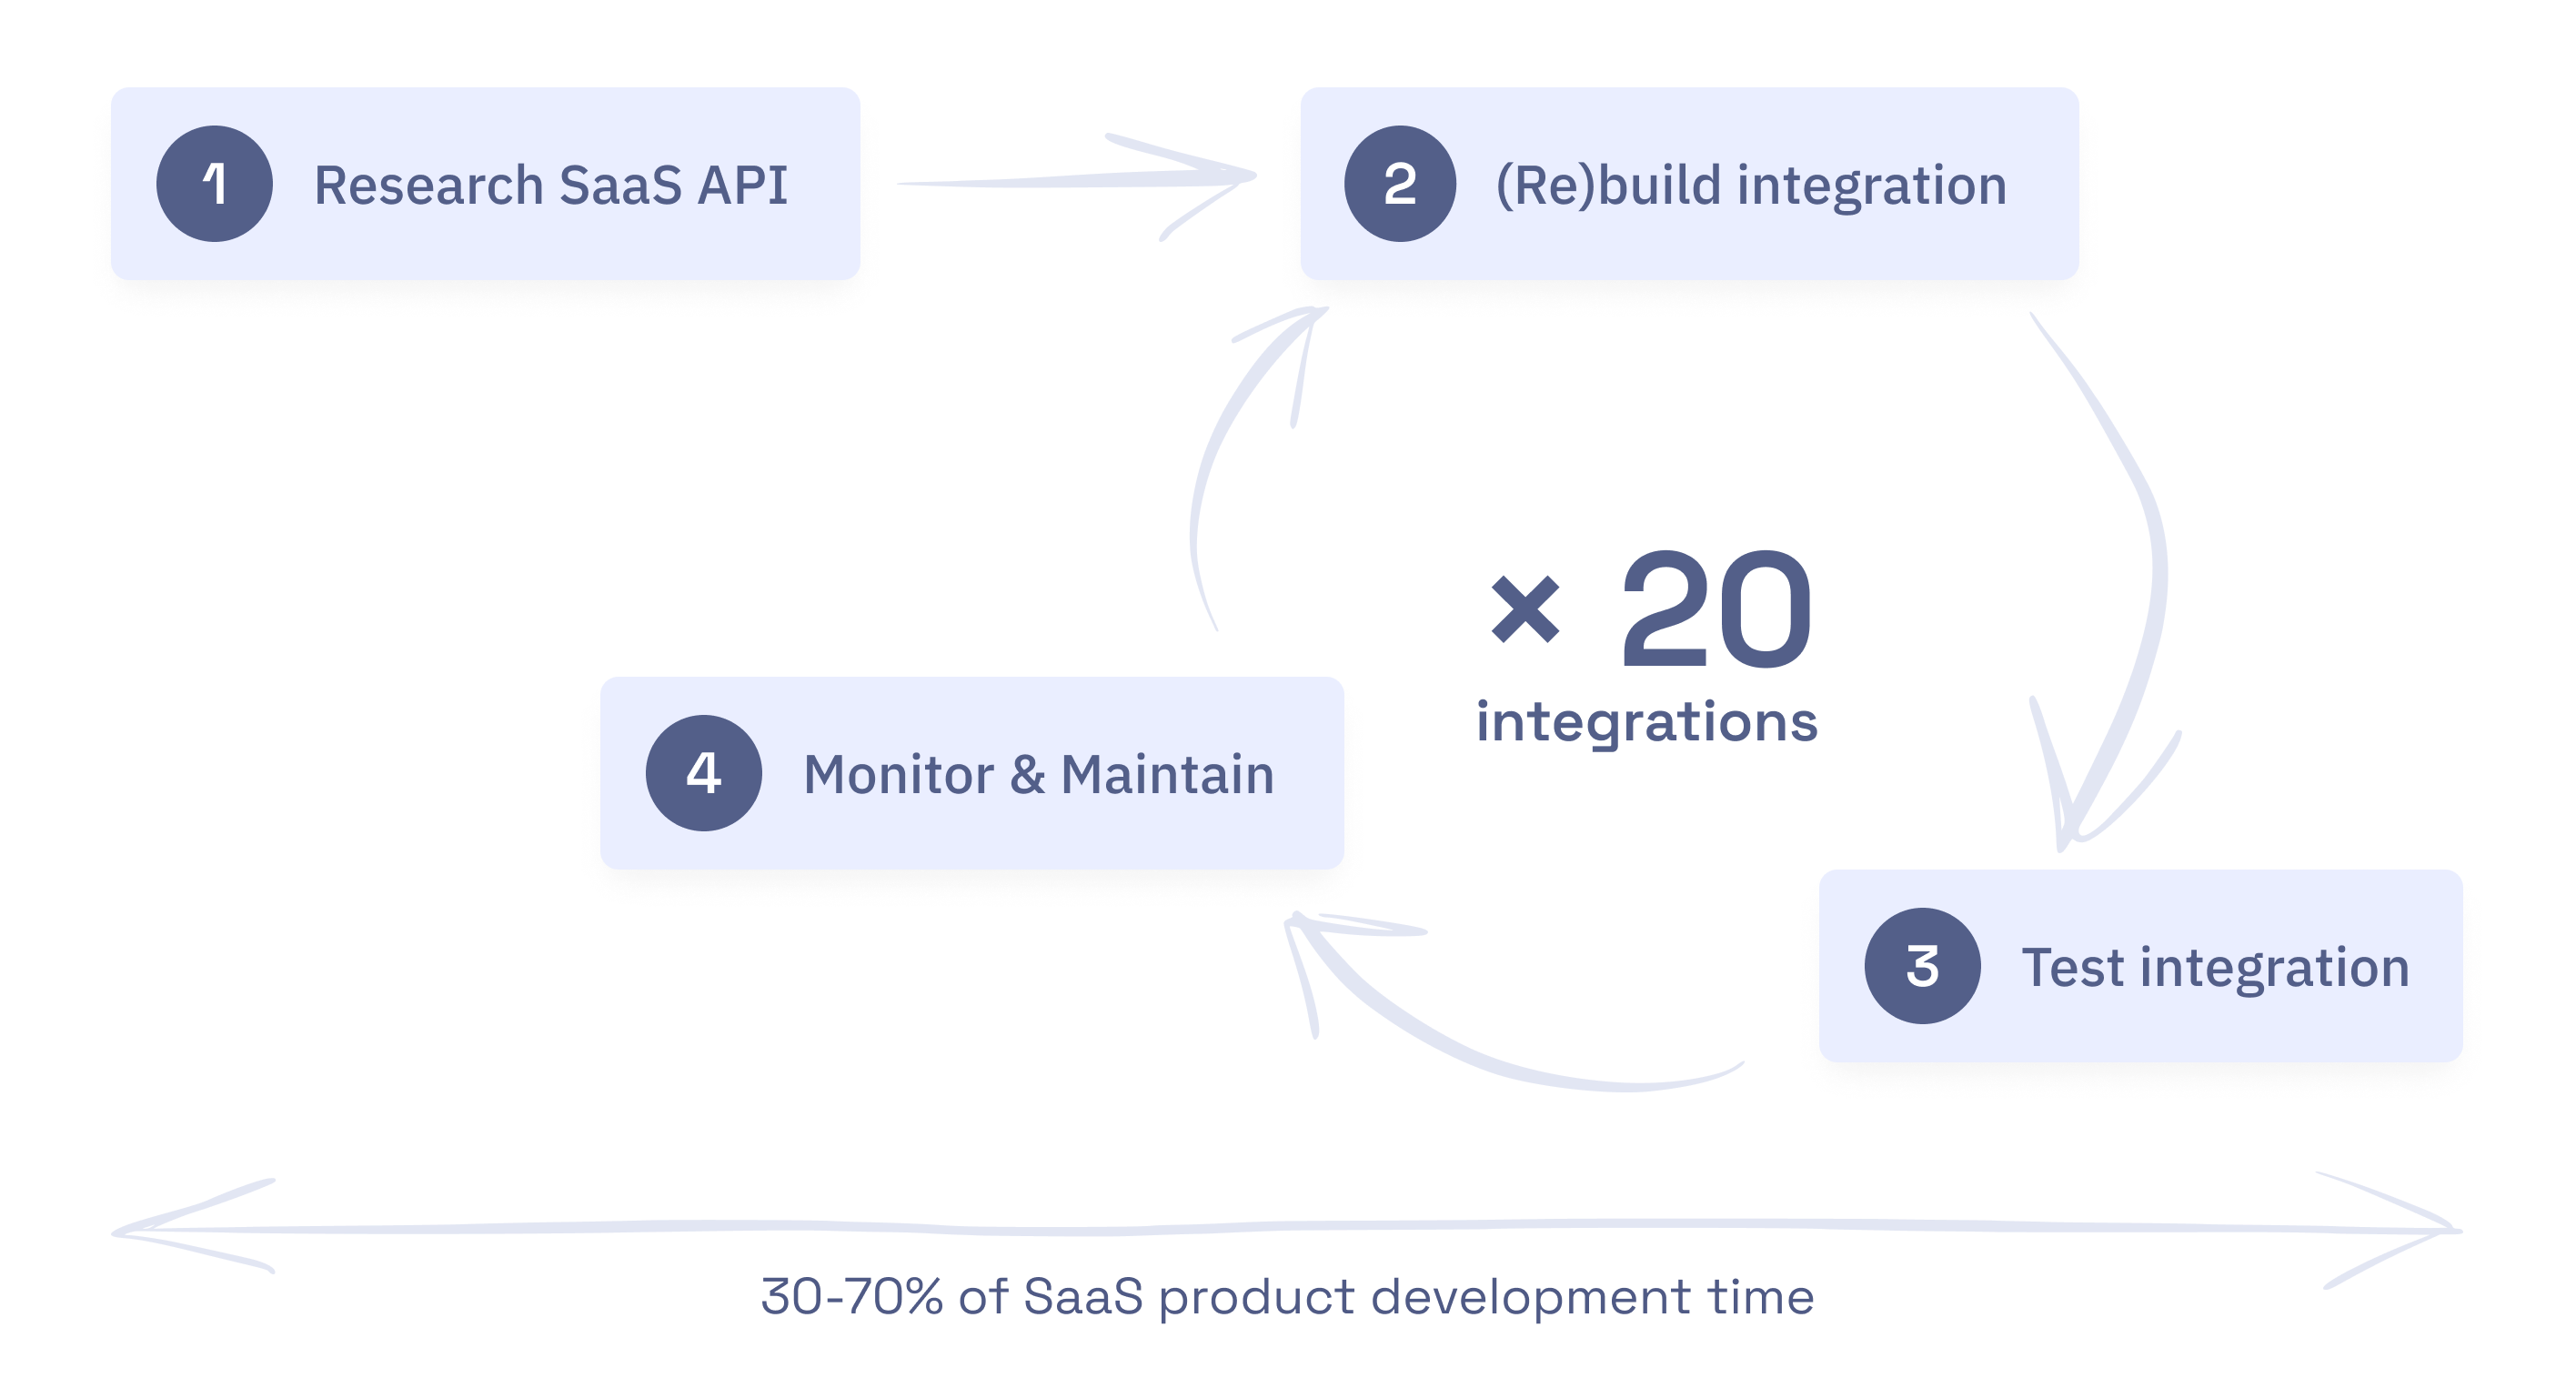 1 Research SaaS API
2 (Re)build integration
× 20
integrations
4 Monitor & Maintain
3 Test integration
30-70% of SaaS product development time